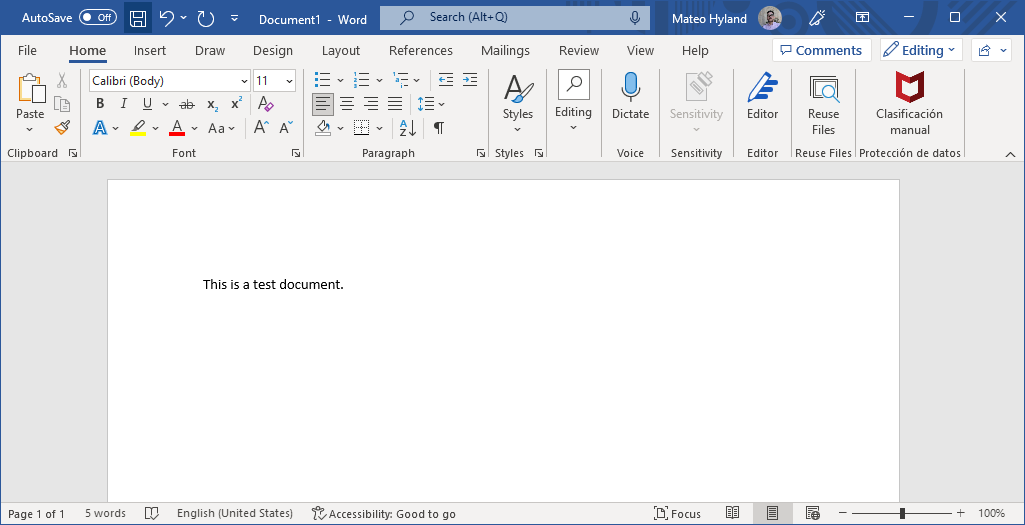 AutoSave Off Document1 - Word Search (Alt+Q) Mateo Hyland
File Home Insert Draw Design Layout References Mailings Review View Help Comments Editing
Calibri (Body) 11
Paste B I U ab x2 x2 A Styles Editing Dictate Sensitivity Editor Reuse Files Clasificación manual
A A Aa A A A Z
Clipboard Font Paragraph Styles Voice Sensitivity Editor Reuse Files Protección de datos
This is a test document.
Page 1 of 1 5 words English (United States) Accessibility: Good to go Focus 100%